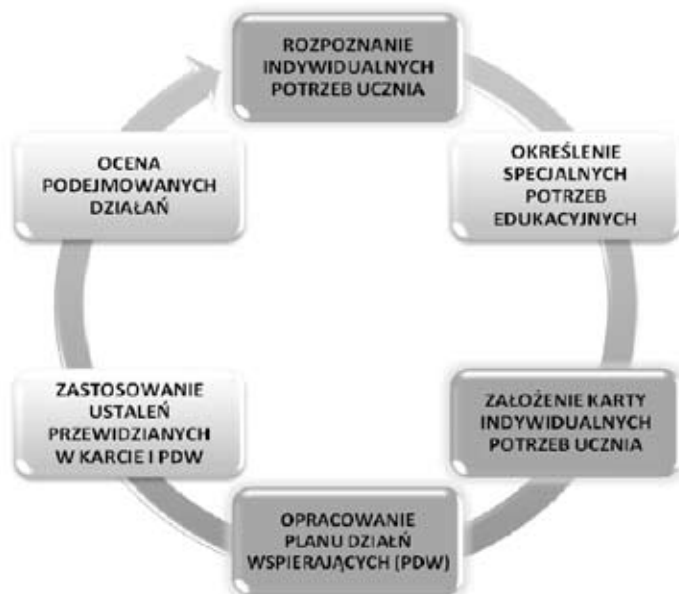 ROZPOZNANIE
INDYWIDUALNYCH
POTRZEB UCZNIA
OKREŚLENIE
SPECJALNYCH
POTRZEB
EDUKACYJNYCH
ZAŁOŻENIE KARTY
INDYWIDUALNYCH
POTRZEB UCZNIA
OPRACOWANIE
PLANU DZIAŁŃ
WSPIERAJĄCYCH (PDW)
ZASTOSOWANIE
USTALEŃ
PRZEWIDZIANYCH
W KARCIE I PDW
OCENA
PODEJMOWANYCH
DZIAŁAŃ